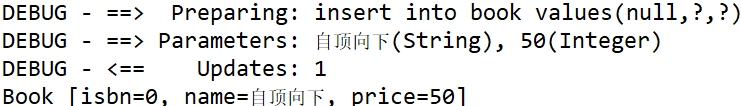 DEBUG - ==>  Preparing: insert into book values(null,?,?)
DEBUG - ==> Parameters: 自顶向下(String), 50(Integer)
DEBUG - <==    Updates: 1
Book [isbn=0, name=自顶向下, price=50]